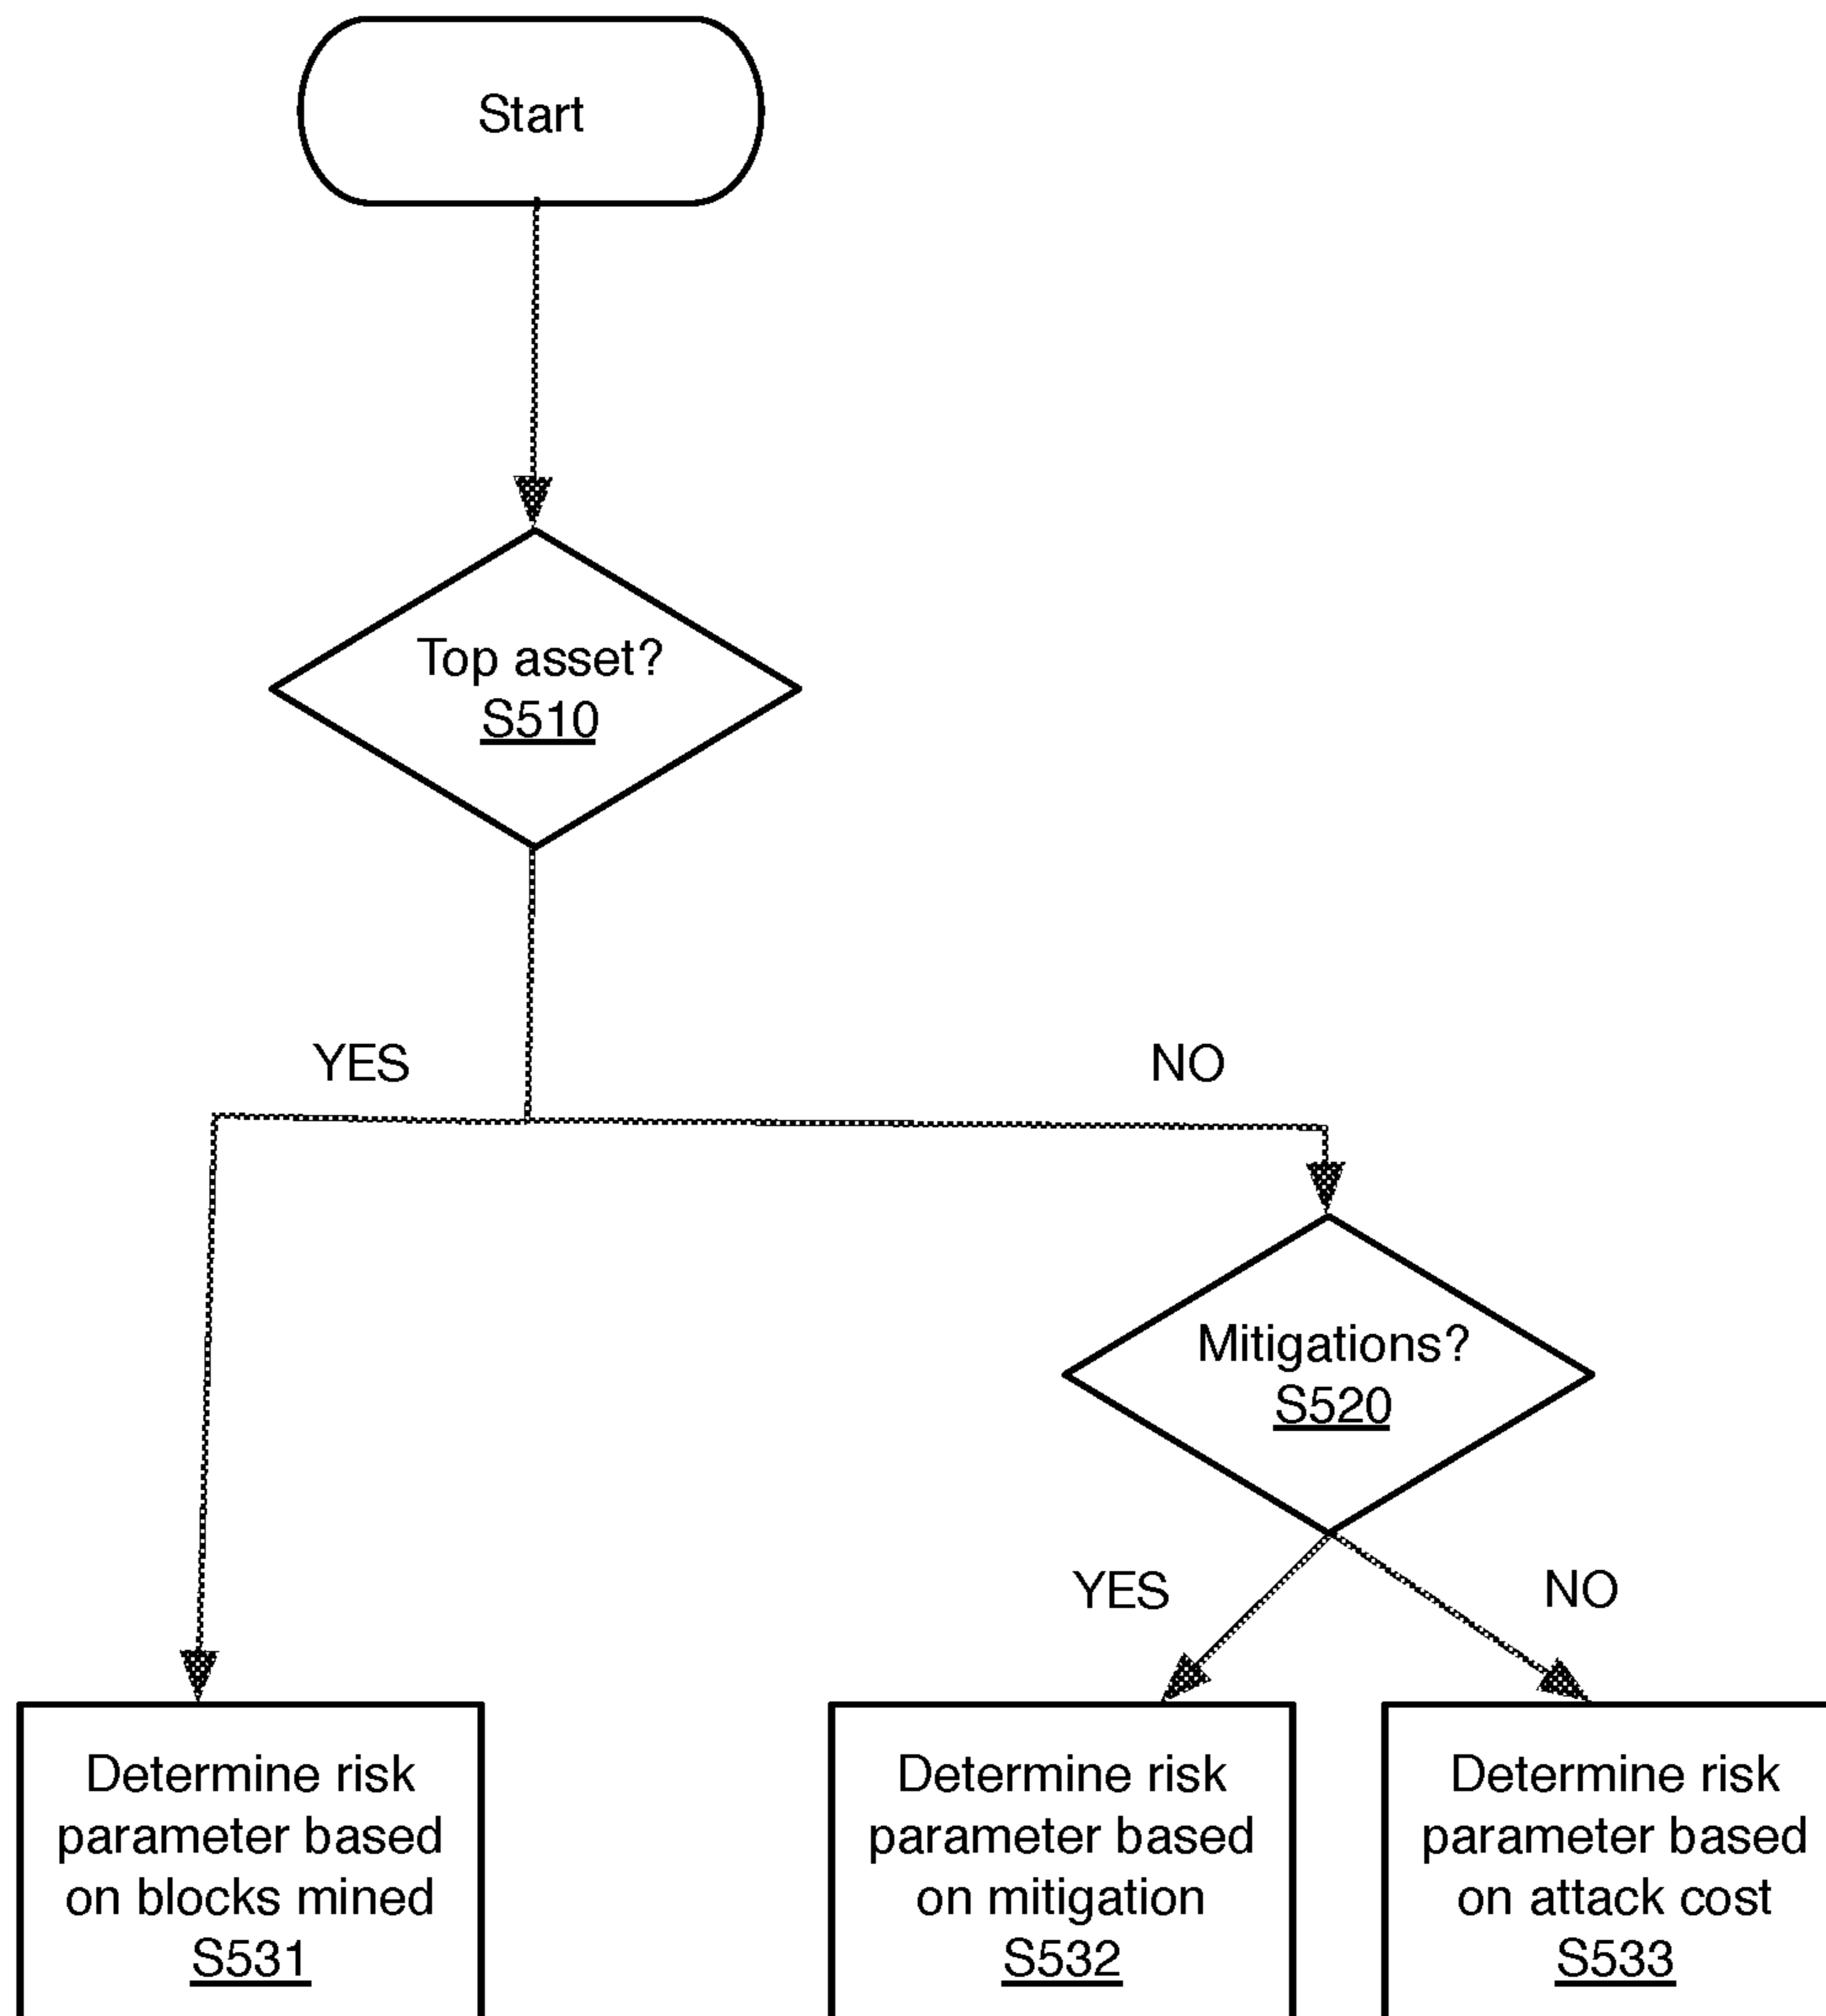 Start
Top asset?
S510
YES
NO
Mitigations?
S520
YES
NO
Determine risk
parameter based
on blocks mined
S531
Determine risk
parameter based
on mitigation
S532
Determine risk
parameter based
on attack cost
S533